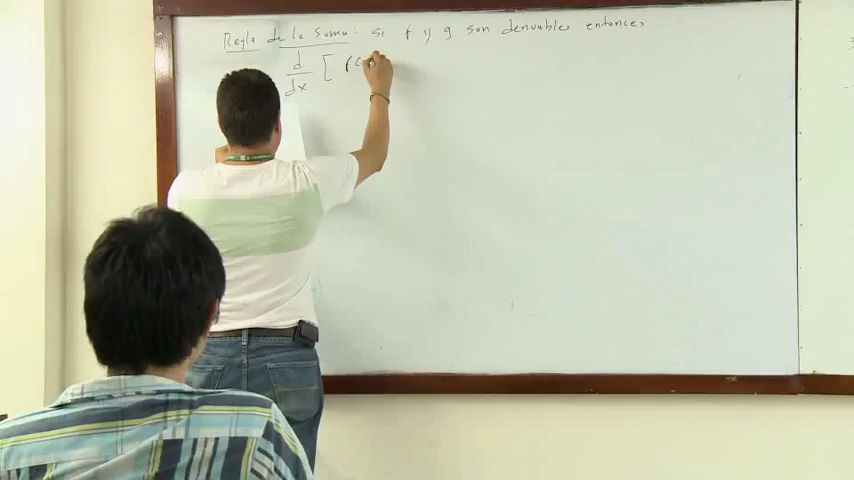 Regla de la Suma: Si f y g son derivables entonces
d/dx [ f(x